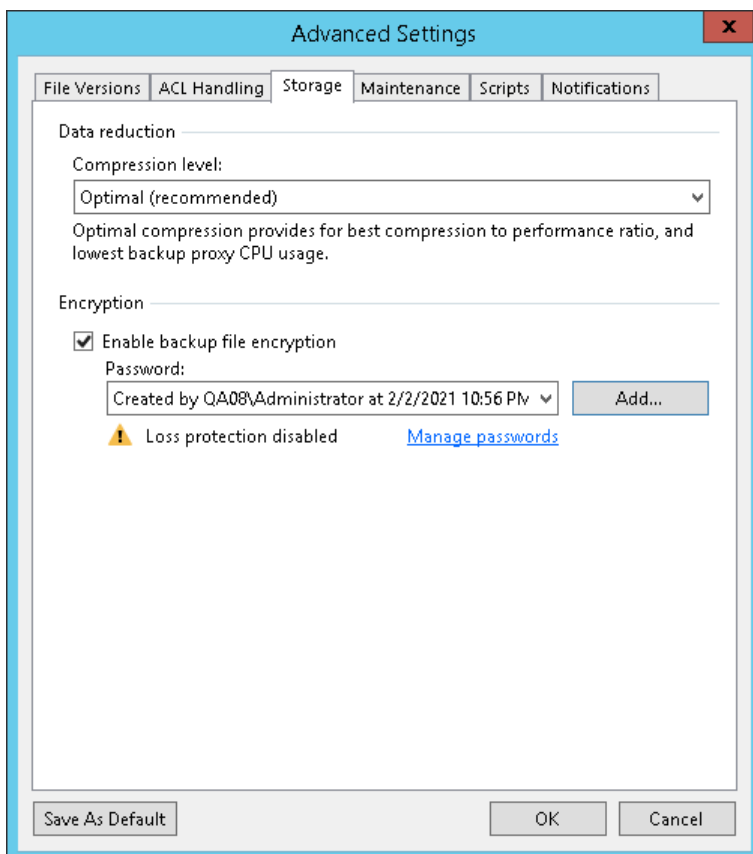 Advanced Settings
x
File Versions ACL Handling Storage Maintenance Scripts Notifications
Data reduction
Compression level:
Optimal (recommended)
Optimal compression provides for best compression to performance ratio, and
lowest backup proxy CPU usage.
Encryption
Enable backup file encryption
Password:
Created by QA08\Administrator at 2/2/2021 10:56 PM Add...
Loss protection disabled Manage passwords
Save As Default OK Cancel